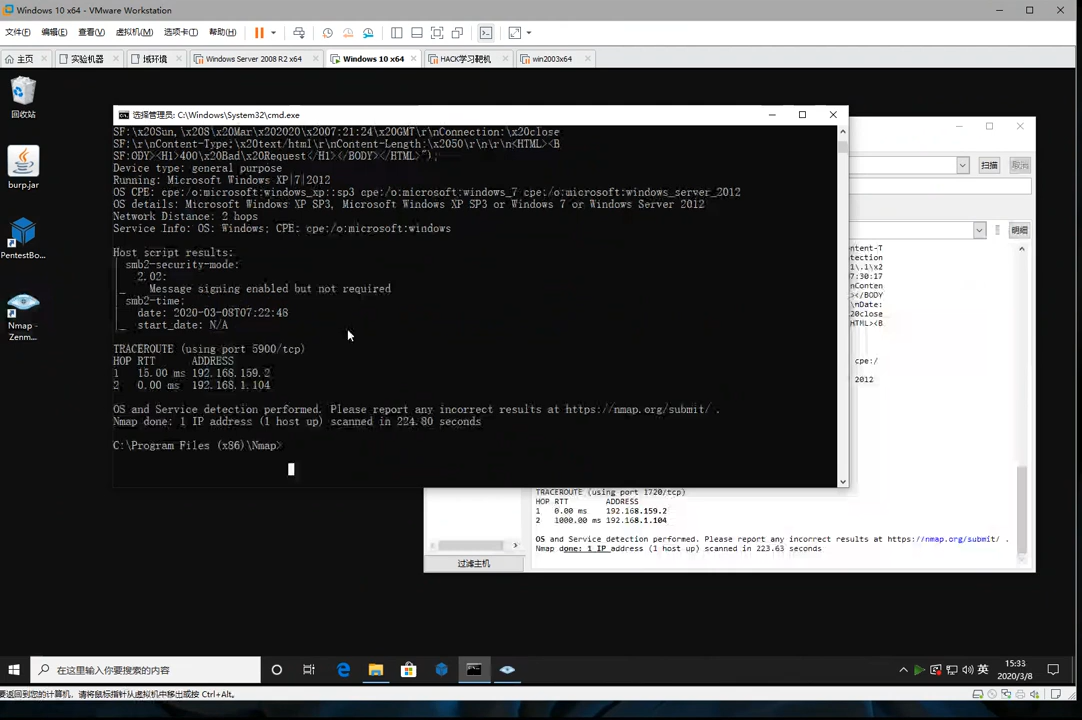 Windows 10 x64 - VMware Workstation
文件(F) 编辑(E) 查看(V) 虚拟机(M) 选项卡(T) 帮助(H)
主页 实验机器 域环境 Windows Server 2008 R2 x64 Windows 10 x64 HACK学习靶机 win2003x64
回收站
burp.jar
PentestBo...
Nmap -
Zenm...
选择管理员: C:\Windows\System32\cmd.exe
SF:\x20Sun,\x208\x20Mar\x202020\x2007:21:24\x20GMT\r\nConnection:\x20close
SF:\r\nContent-Type:\x20text/html\r\nContent-Length:\x2050\r\n\r\n<HTML><B
SF:ODY><H1>400\x20Bad\x20Request</H1></BODY></HTML>");
Device type: general purpose
Running: Microsoft Windows XP|7|2012
OS CPE: cpe:/o:microsoft:windows_xp::sp3 cpe:/o:microsoft:windows_7 cpe:/o:microsoft:windows_server_2012
OS details: Microsoft Windows XP SP3, Microsoft Windows XP SP3 or Windows 7 or Windows Server 2012
Network Distance: 2 hops
Service Info: OS: Windows; CPE: cpe:/o:microsoft:windows
Host script results:
| smb2-security-mode:
|   2.02:
|_    Message signing enabled but not required
| smb2-time:
|   date: 2020-03-08T07:22:48
|_  start_date: N/A
TRACEROUTE (using port 5900/tcp)
HOP RTT      ADDRESS
1   15.00 ms 192.168.159.2
2   0.00 ms 192.168.1.104
OS and Service detection performed. Please report any incorrect results at https://nmap.org/submit/ .
Nmap done: 1 IP address (1 host up) scanned in 224.80 seconds
C:\Program Files (x86)\Nmap>
扫描 取消
明细
ontent-T
tection
1\.1\x2
n\nConten
></BODY
20close
HTML><B
cpe:/
2012
TRACEROUTE (using port 1720/tcp)
HOP RTT ADDRESS
1 0.00 ms 192.168.159.2
2 1000.00 ms 192.168.1.104
OS and Service detection performed. Please report any incorrect results at https://nmap.org/submit/ .
Nmap done: 1 IP address (1 host up) scanned in 223.63 seconds
过滤主机
在这里输入你要搜索的内容
英
15:33
2020/3/8
要返回到您的计算机，请将鼠标指针从虚拟机中移出或按 Ctrl+Alt。